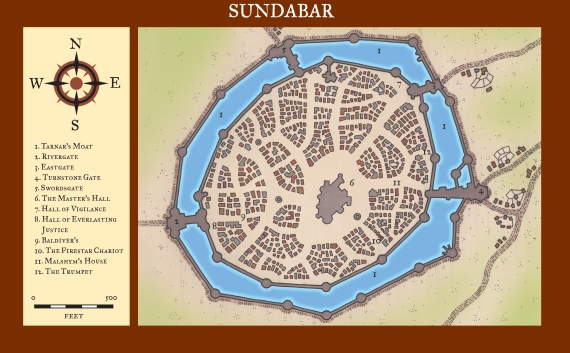 SUNDABAR
N
W E
S
1. Tarnar's Moat
2. Rivergate
3. Eastgate
4. Turnstone Gate
5. Swordsgate
6. The Master's Hall
7. Hall of Vigilance
8. Hall of Everlasting
Justice
9. Baldiver's
10. The Firestar Chariot
11. Malshym's House
12. The Trumpet
0 500
FEET
5
1
7
1
1
12
6
11
4
2
8
9
10
1